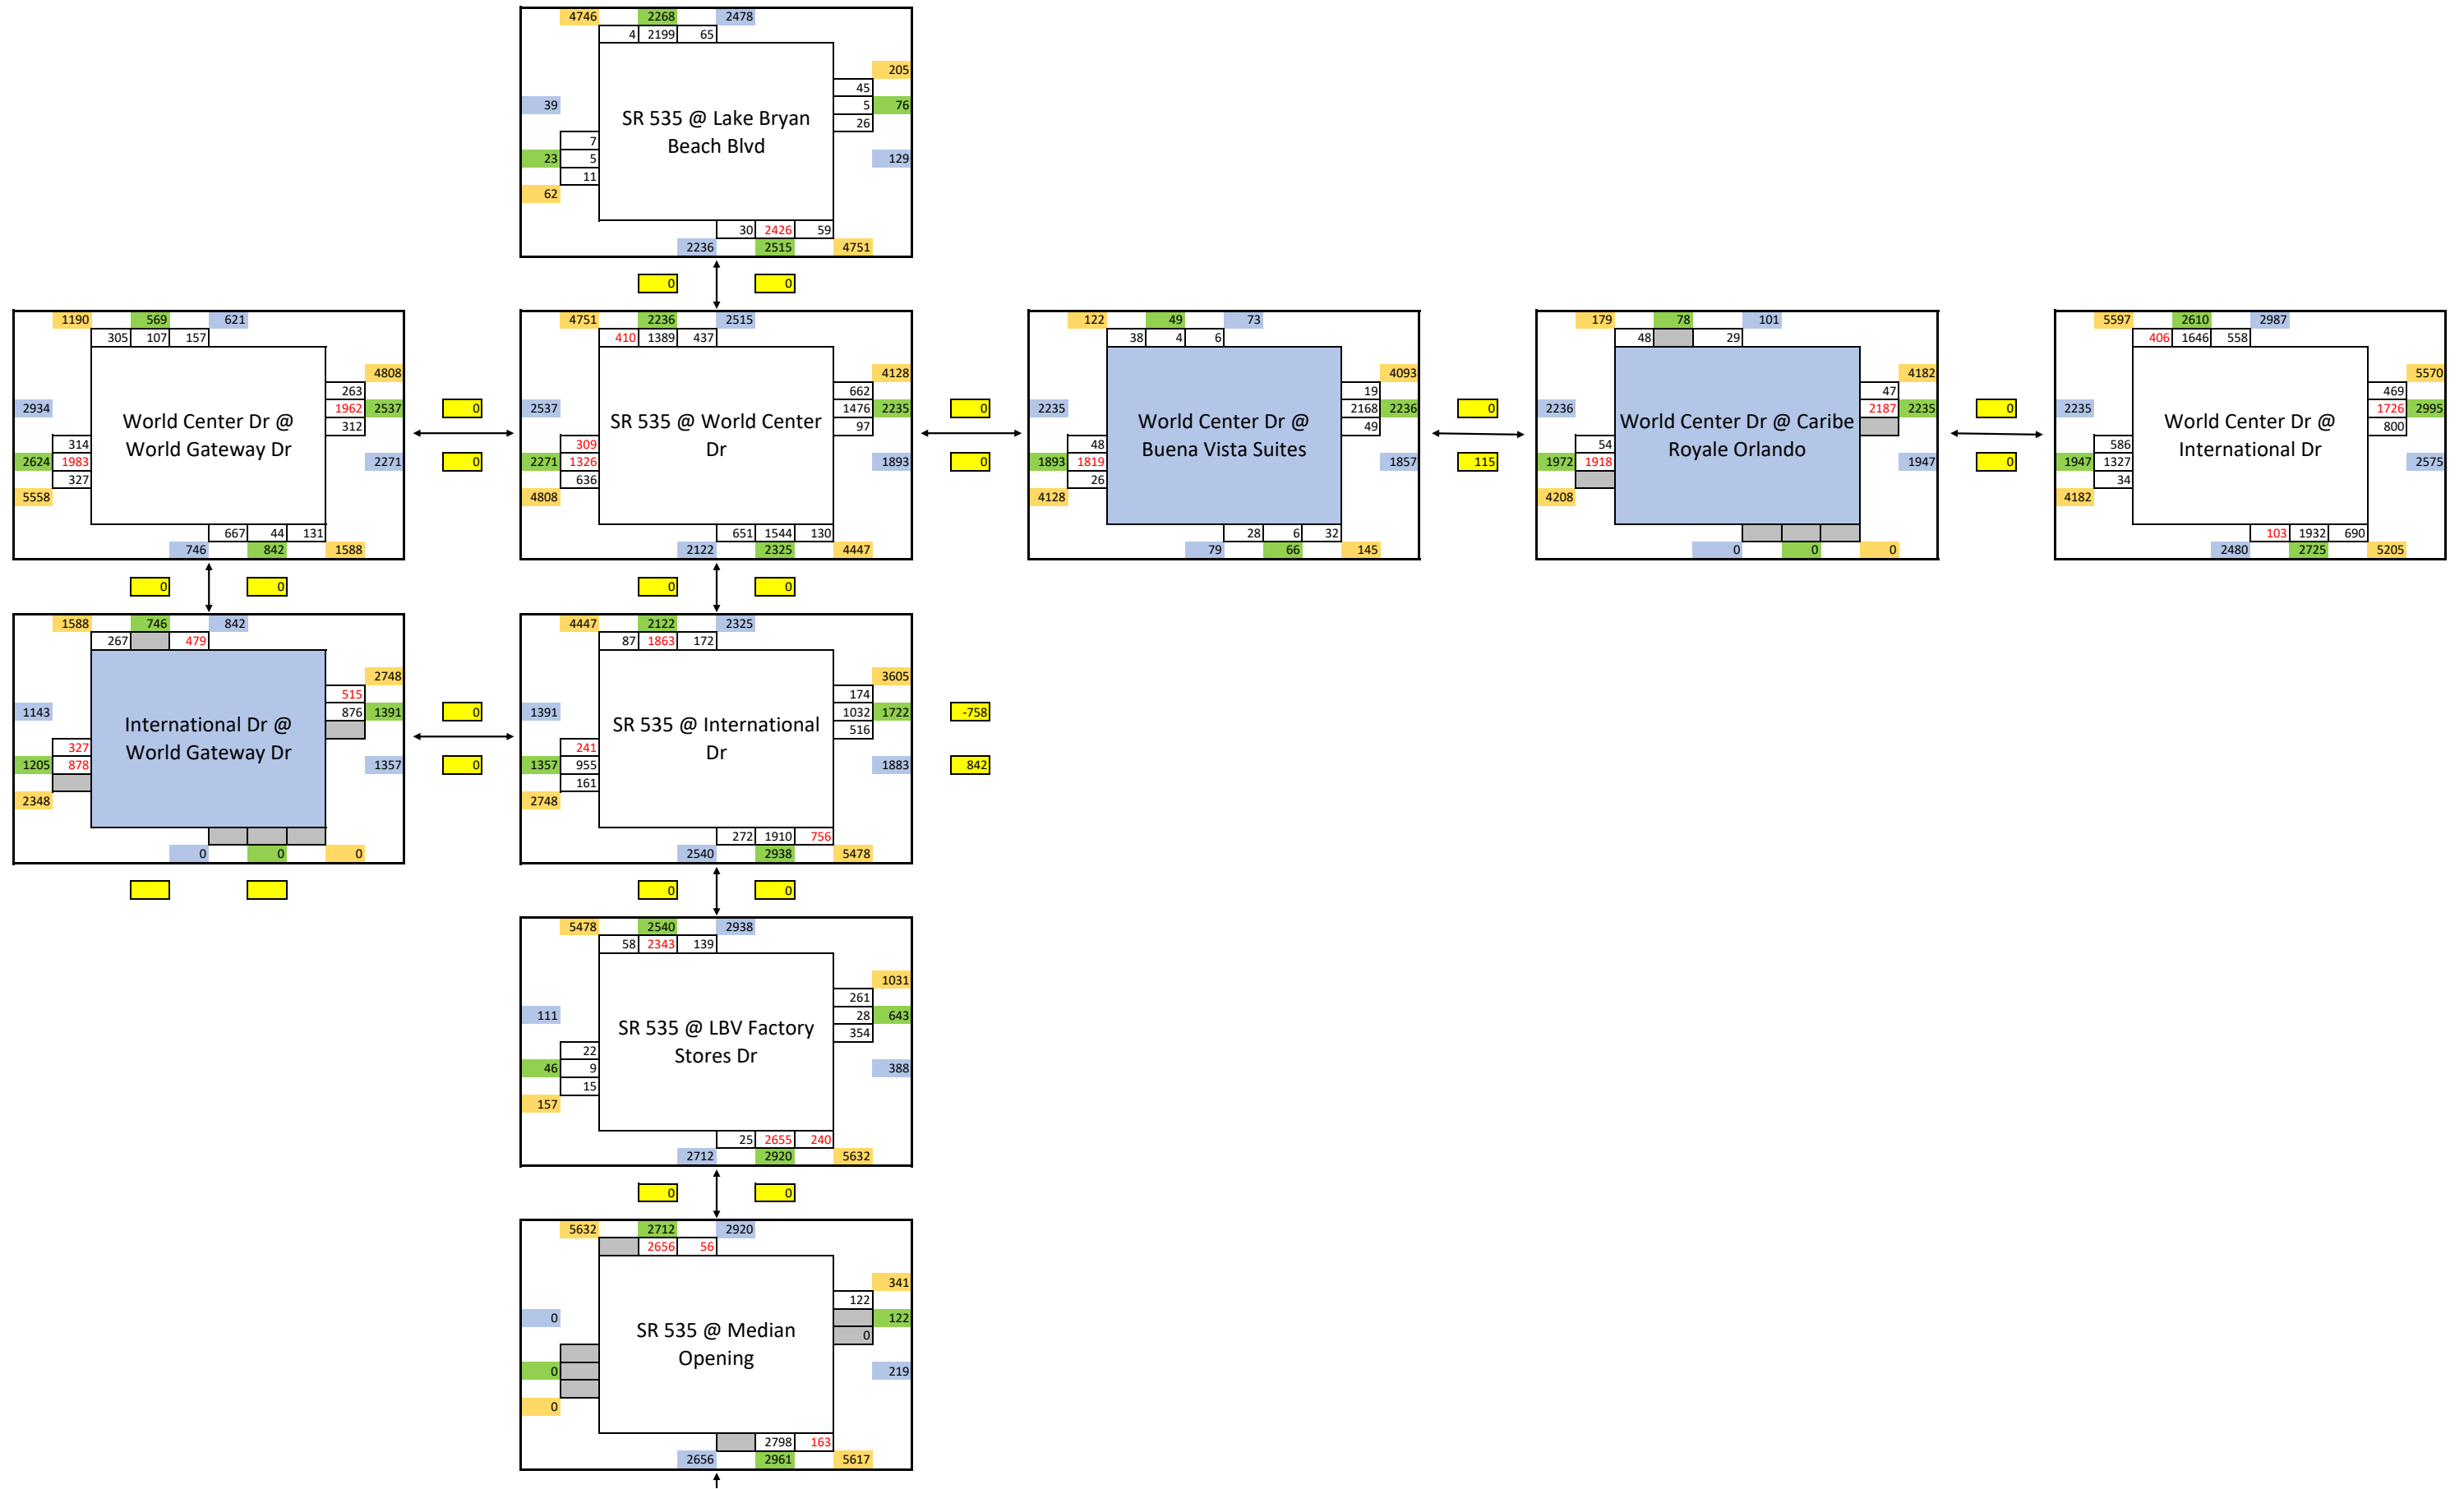 4746 2268 2478
4 2199 65
205
45
39 5 76
26
7
23 5 129
11
62
SR 535 @ Lake Bryan
Beach Blvd
30 2426 59
2236 2515 4751
0 0
1190 569 621
305 107 157
4808
263
2934 1962 2537
312
314
2624 1983 2271
327
5558
World Center Dr @
World Gateway Dr
667 44 131
746 842 1588
0
0
4751 2236 2515
410 1389 437
4128
662
2537 1476 2235
97
309
2271 1326 1893
636
4808
SR 535 @ World Center
Dr
651 1544 130
2122 2325 4447
0
0
122 49 73
38 4 6
4093
19
2235 2168 2236
49
48
1893 1819 1857
26
4128
World Center Dr @
Buena Vista Suites
28 6 32
79 66 145
0
115
179 78 101
48 29
4182
47
2236 2187 2235
54
1972 1918 1947
4208
World Center Dr @ Caribe
Royale Orlando
0 0 0
0
0
5597 2610 2987
406 1646 558
5570
469
2235 1726 2995
800
586
1947 1327 2575
34
4182
World Center Dr @
International Dr
103 1932 690
2480 2725 5205
0 0
0 0
1588 746 842
267 479
2748
515
1143 876 1391
327
1205 878 1357
2348
International Dr @
World Gateway Dr
0 0 0
0
0
4447 2122 2325
87 1863 172
3605
174
1391 1032 1722
516
241
1357 955 1883
161
2748
SR 535 @ International
Dr
272 1910 756
2540 2938 5478
-758
842
0 0
5478 2540 2938
58 2343 139
1031
261
111 28 643
354
22
46 9 388
15
157
SR 535 @ LBV Factory
Stores Dr
25 2655 240
2712 2920 5632
0 0
5632 2712 2920
2656 56
341
122
0 122
0
0 219
0
SR 535 @ Median
Opening
2798 163
2656 2961 5617